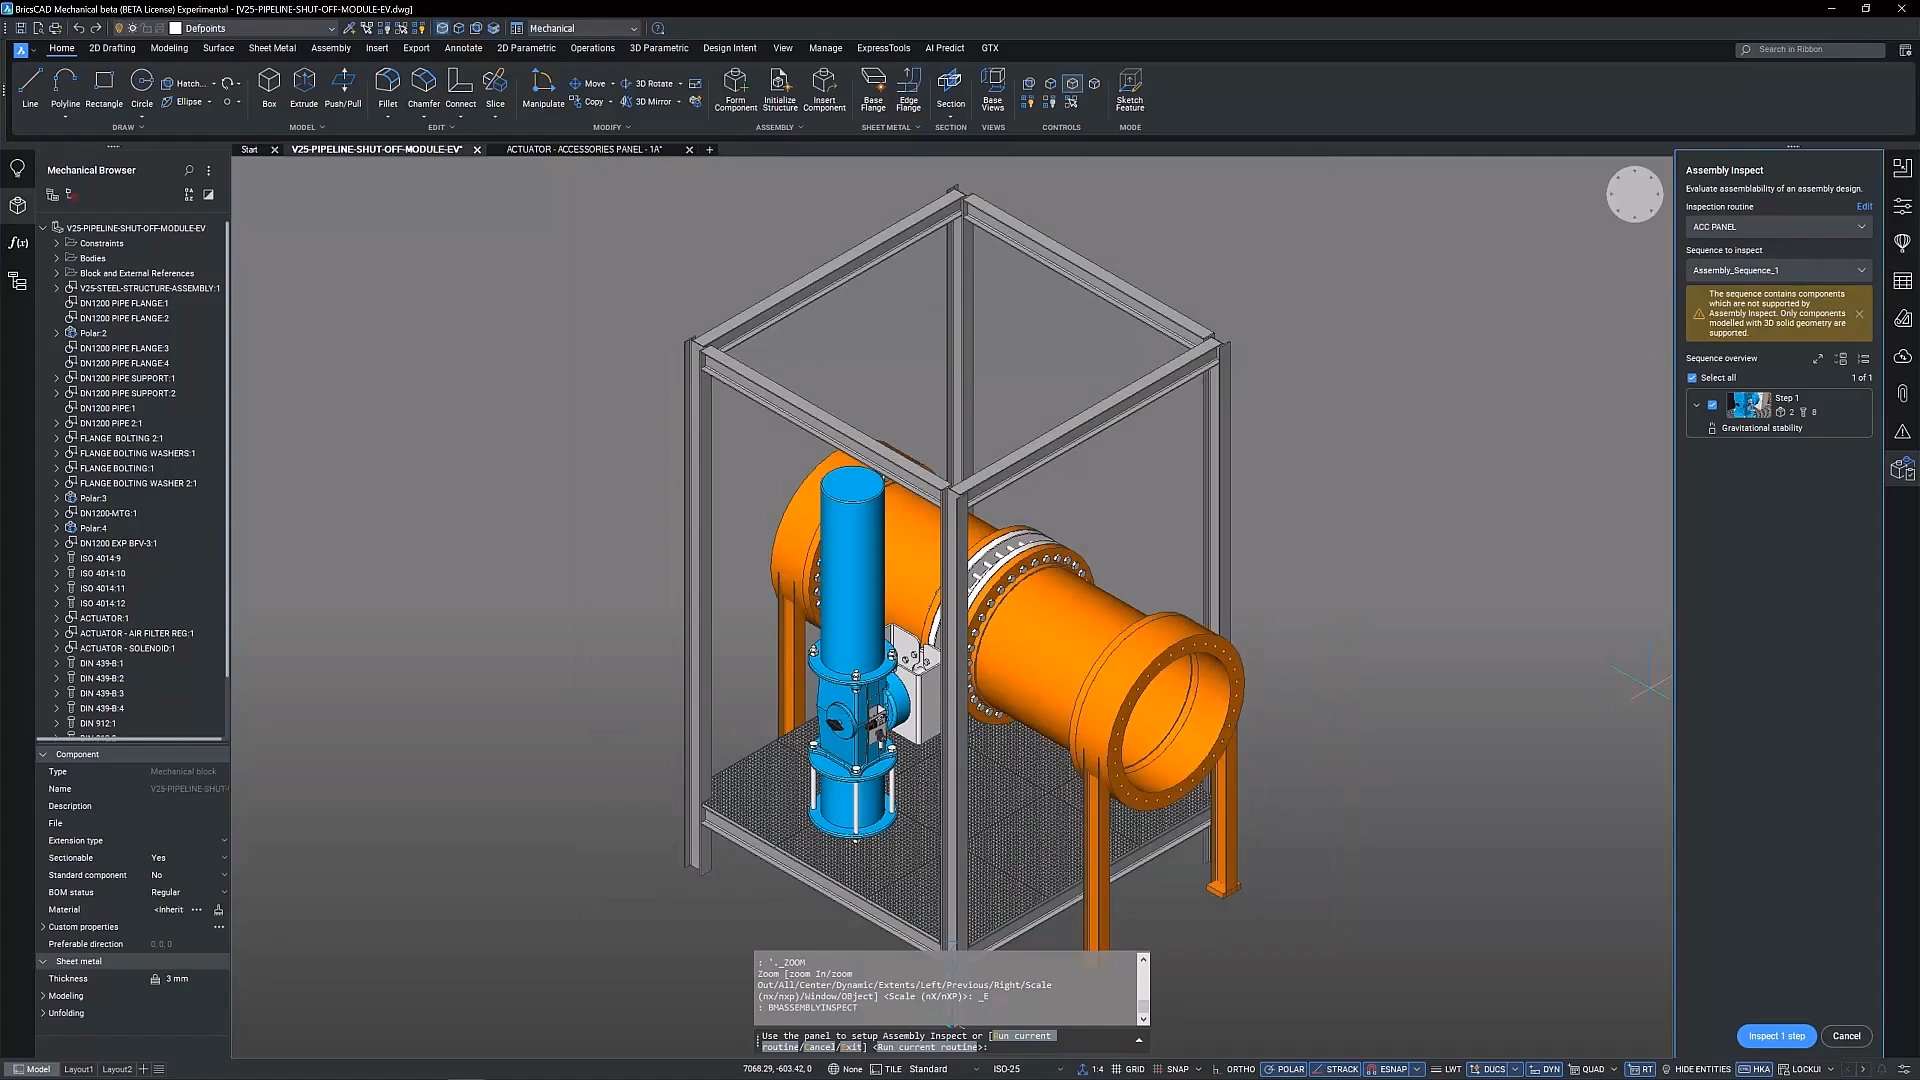 BricsCAD Mechanical beta (BETA License) Experimental - [V25-PIPELINE-SHUT-OFF-MODULE-EV.dwg]
Defpoints
Mechanical
Home 2D Drafting Modeling Surface Sheet Metal Assembly Insert Export Annotate 2D Parametric Operations 3D Parametric Design Intent View Manage ExpressTools AI Predict GTX
Search in Ribbon
Line Polyline Rectangle Circle Hatch... Ellipse
Box Extrude Push/Pull
Fillet Chamfer Connect Slice
Manipulate Move Copy 3D Rotate 3D Mirror
Form Component Initialize Structure Insert Component
Base Flange Edge Flange
Section
Base Views
Sketch Feature
DRAW MODEL EDIT MODIFY ASSEMBLY SHEET METAL SECTION VIEWS CONTROLS MODE
Start V25-PIPELINE-SHUT-OFF-MODULE-EV* ACTUATOR - ACCESSORIES PANEL - 1A*
Mechanical Browser
V25-PIPELINE-SHUT-OFF-MODULE-EV
Constraints
Bodies
Block and External References
V25-STEEL-STRUCTURE-ASSEMBLY:1
DN1200 PIPE FLANGE:1
DN1200 PIPE FLANGE:2
Polar:2
DN1200 PIPE FLANGE:3
DN1200 PIPE FLANGE:4
DN1200 PIPE SUPPORT:1
DN1200 PIPE SUPPORT:2
DN1200 PIPE:1
DN1200 PIPE 2:1
FLANGE BOLTING 2:1
FLANGE BOLTING WASHERS:1
FLANGE BOLTING:1
FLANGE BOLTING WASHER 2:1
Polar:3
DN1200-MTG:1
Polar:4
DN1200 EXP BFV-3:1
ISO 4014:9
ISO 4014:10
ISO 4014:11
ISO 4014:12
ACTUATOR:1
ACTUATOR - AIR FILTER REG:1
ACTUATOR - SOLENOID:1
DIN 439-B:1
DIN 439-B:2
DIN 439-B:3
DIN 439-B:4
DIN 912:1
Component
Type Mechanical block
Name V25-PIPELINE-SHUT-
Description
File
Extension type
Sectionable Yes
Standard component No
BOM status Regular
Material <Inherit
Custom properties
Preferable direction 0, 0, 0
Sheet metal
Thickness 3 mm
Modeling
Unfolding
Assembly Inspect
Evaluate assemblability of an assembly design.
Inspection routine Edit
ACC PANEL
Sequence to inspect
Assembly_Sequence_1
The sequence contains components
which are not supported by
Assembly Inspect. Only components
modelled with 3D solid geometry are
supported.
Sequence overview
Select all 1 of 1
Step 1
2 8
Gravitational stability
Inspect 1 step Cancel
: '._ZOOM
Zoom [zoom In/zoom
Out/All/Center/Dynamic/Extents/Left/Previous/Right/Scale
(nx/nxp)/Window/OBject] <Scale (nX/nXP)>: _E
: BMASSEMBLYINSPECT
Use the panel to setup Assembly Inspect or [Run current
routine/Cancel/Exit] <Run current routine>:
Model Layout1 Layout2 7068.29, -603.42, 0 None TILE Standard ISO-25 1:4 GRID SNAP ORTHO POLAR STRACK ESNAP LWT DUCS DYN QUAD RT HIDE ENTITIES HKA LOCKUI